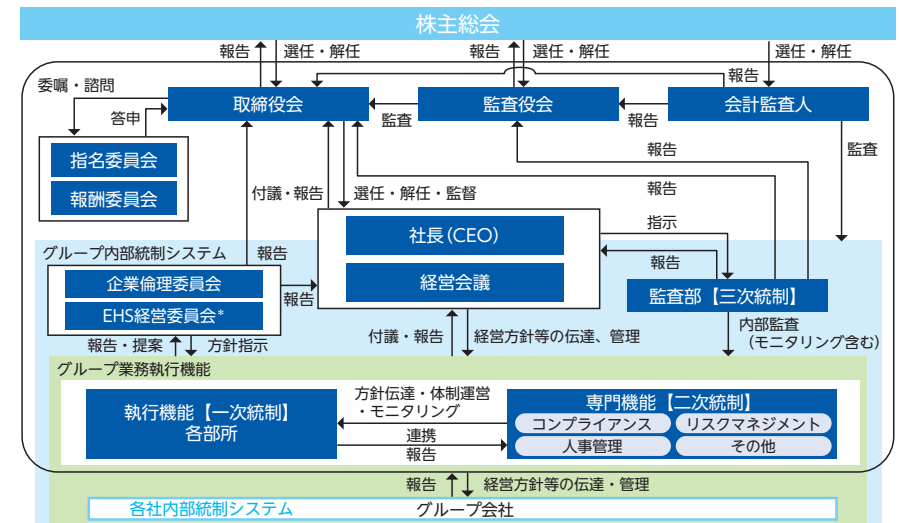 株主総会
報告
選任・解任
報告
選任・解任
選任・解任
報告
委嘱・諮問
取締役会
監査
監査役会
報告
会計監査人
答申
指名委員会
報酬委員会
報告
監査
付議・報告
選任・解任・監督
報告
社長(CEO)
経営会議
指示
報告
グループ内部統制システム
報告
企業倫理委員会
EHS経営委員会*
報告
監査部【三次統制】
報告・提案
方針指示
付議・報告
経営方針等の伝達、管理
内部監査
(モニタリング含む)
グループ業務執行機能
執行機能【一次統制】
各部所
方針伝達・体制運営
・モニタリング
連携
報告
専門機能【二次統制】
コンプライアンス
リスクマネジメント
人事管理
その他
報告
経営方針等の伝達・管理
各社内部統制システム
グループ会社